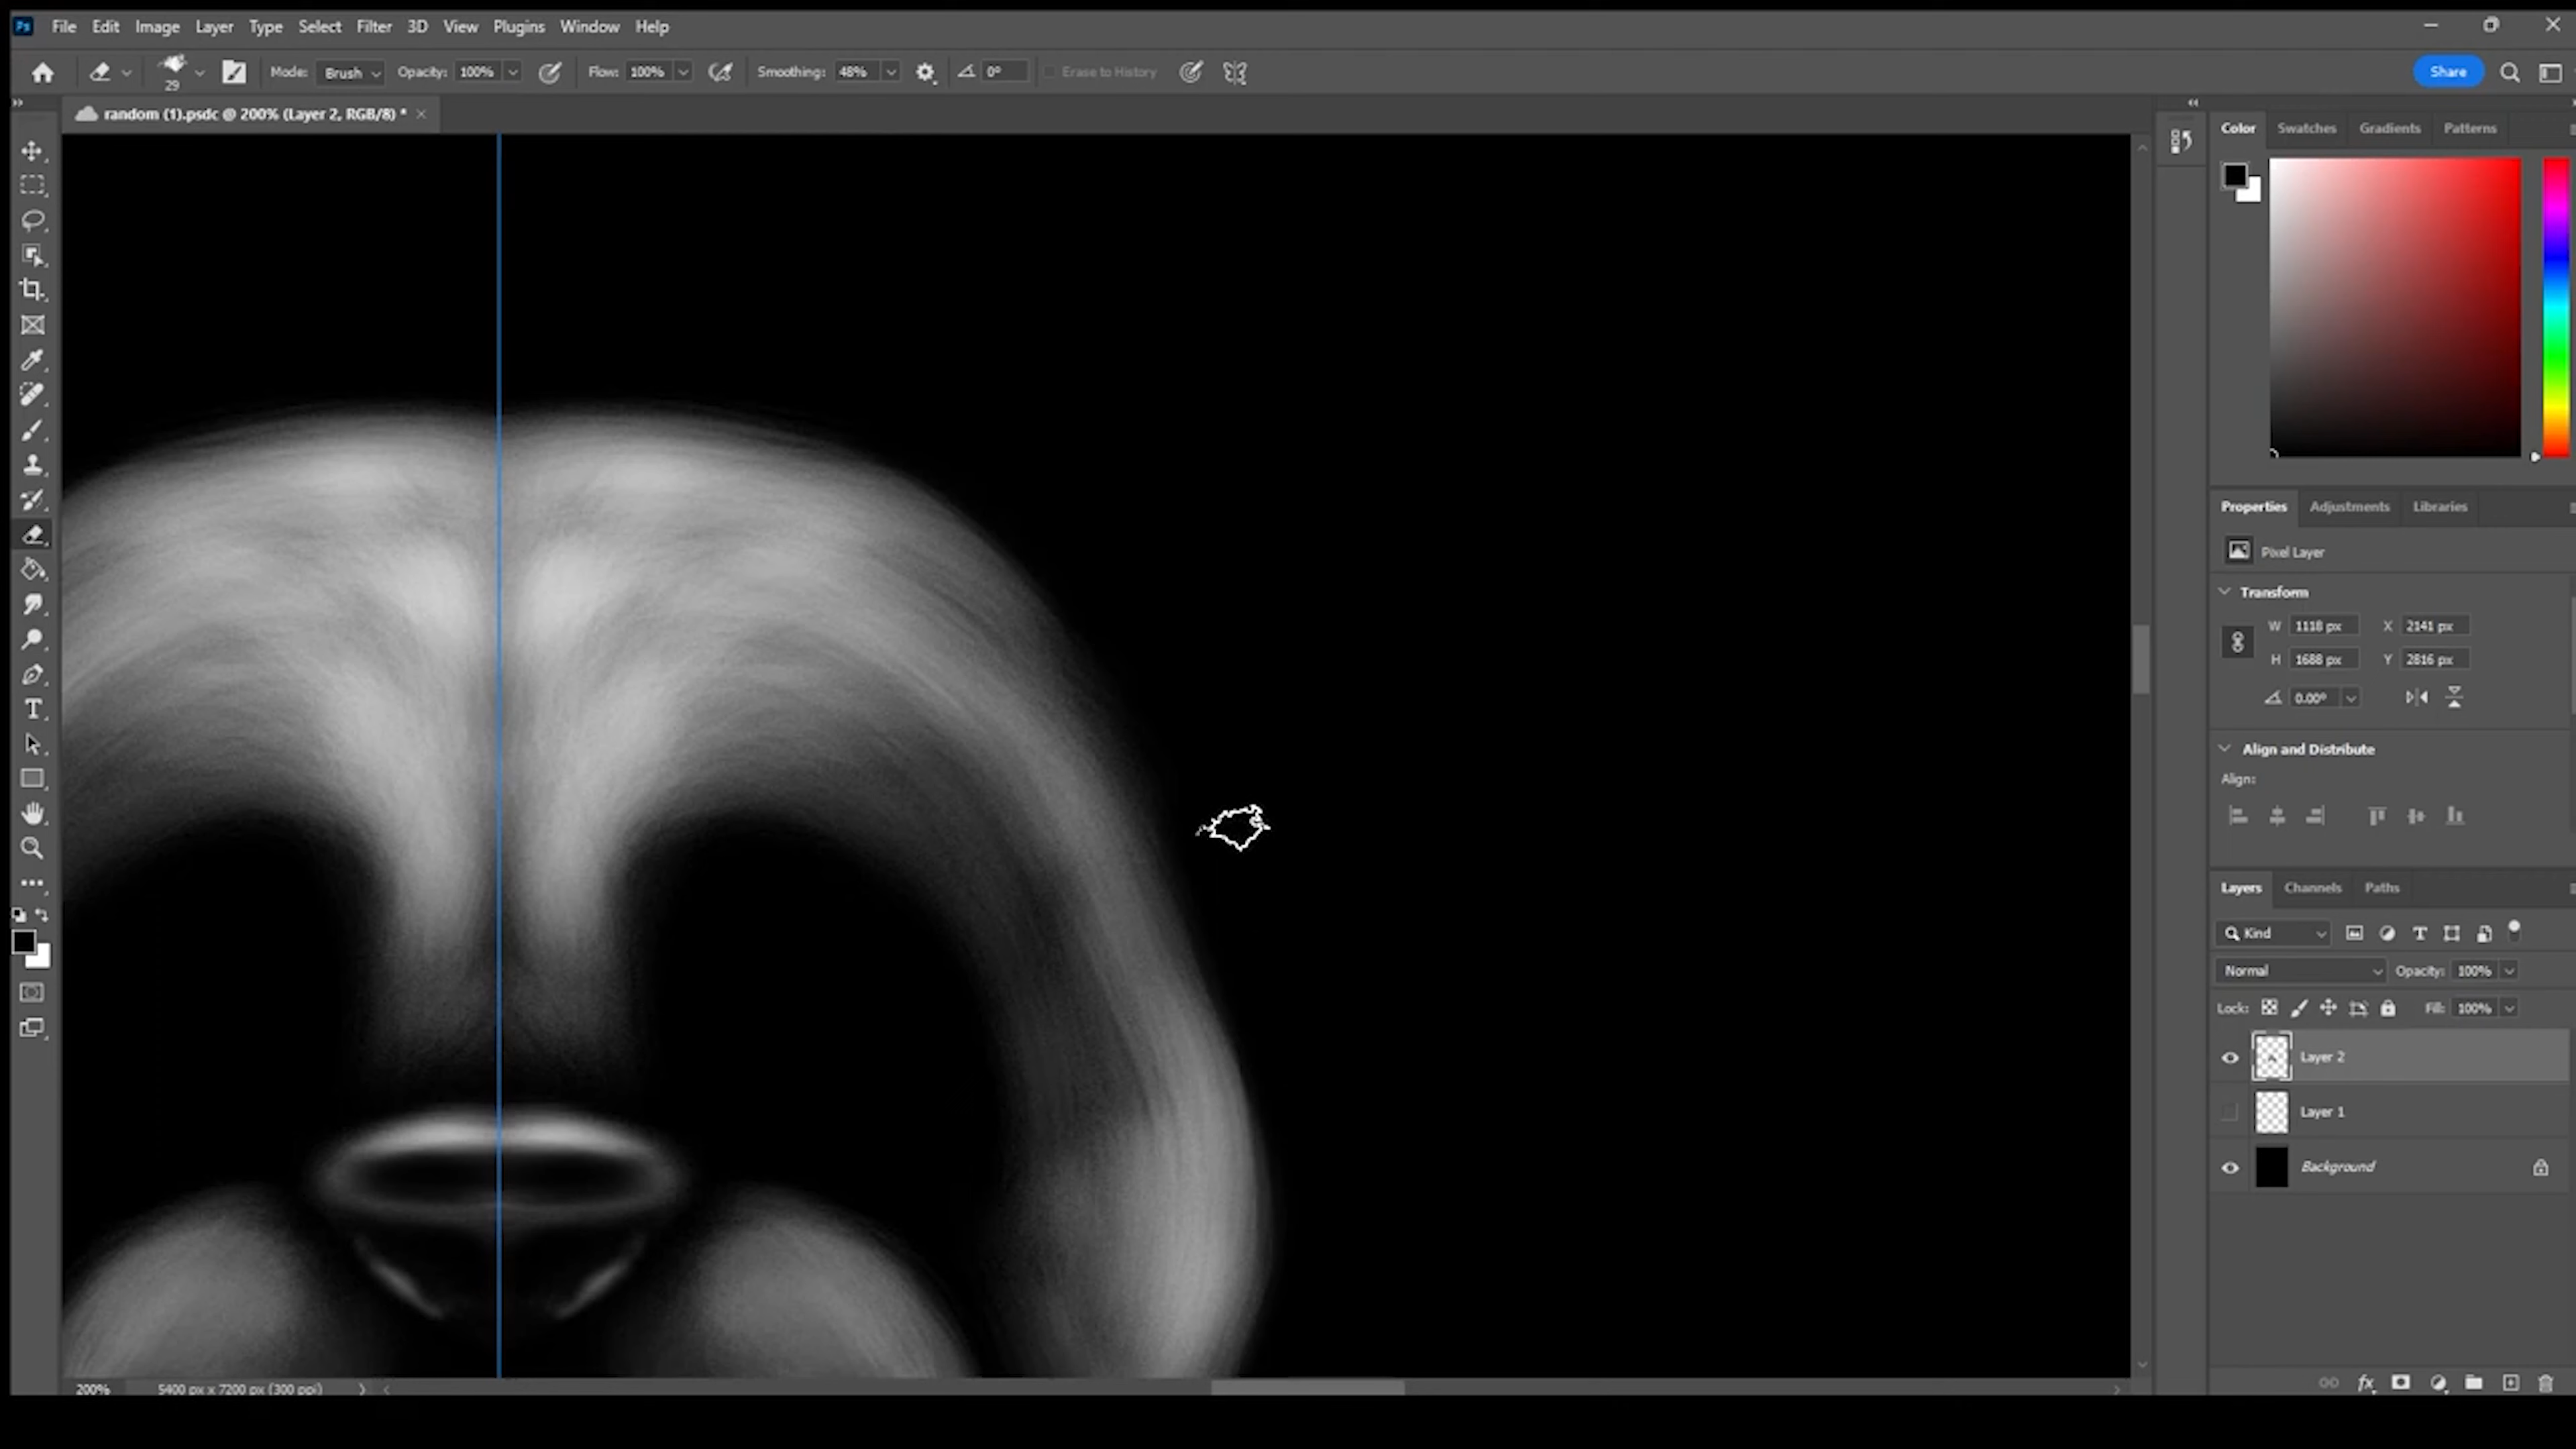 Ps File Edit Image Layer Type Select Filter 3D View Plugins Window Help
29 Mode: Brush Opacity: 100% Flow: 100% Smoothing: 48% 0° Erase to History Share
random (1).psdc @ 200% (Layer 2, RGB/8) *
Color Swatches Gradients Patterns
Properties Adjustments Libraries
Pixel Layer
Transform
W 1118 px X 2141 px
H 1688 px Y 2816 px
0.00°
Align and Distribute
Align:
Layers Channels Paths
Kind
Normal Opacity: 100%
Lock: Fill: 100%
Layer 2
Layer 1
Background
200% 5400 px x 7200 px (300 ppi)
fx